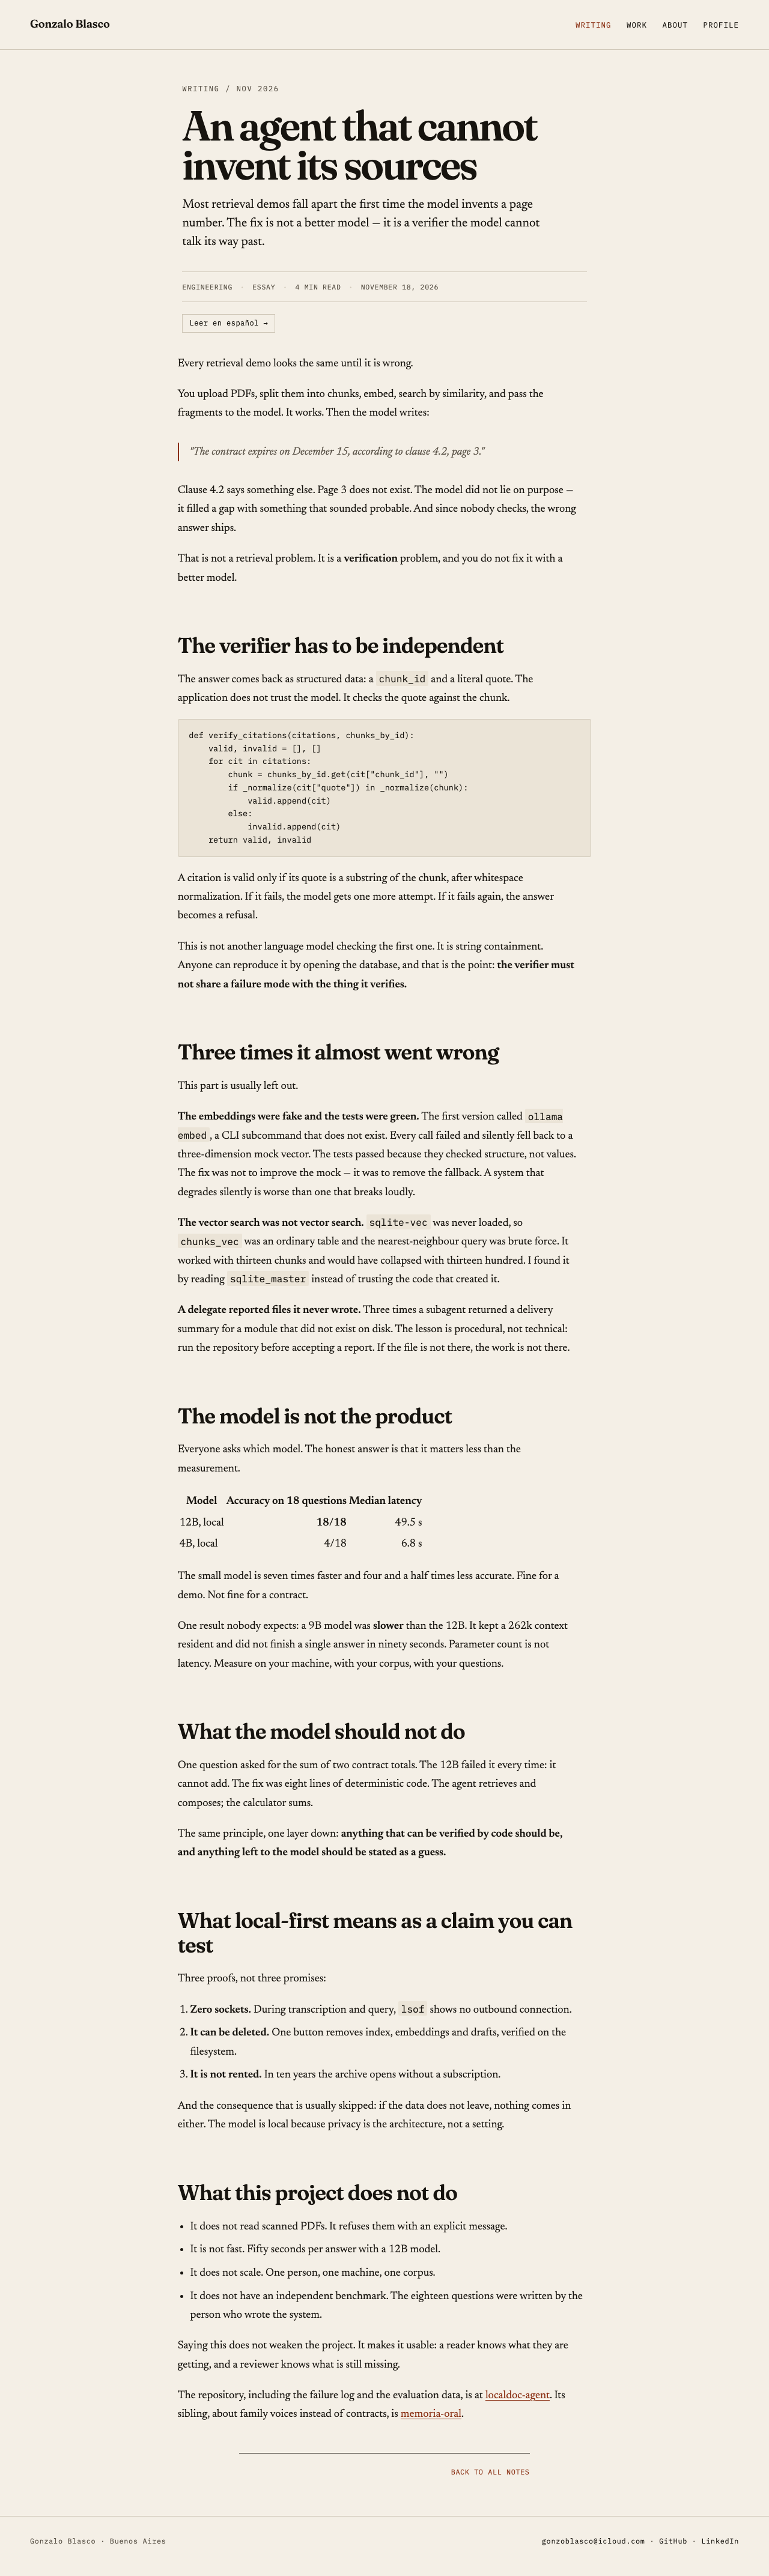 Gonzalo Blasco
WRITING WORK ABOUT PROFILE
WRITING / NOV 2026
An agent that cannot
invent its sources
Most retrieval demos fall apart the first time the model invents a page
number. The fix is not a better model — it is a verifier the model cannot
talk its way past.
ENGINEERING · ESSAY · 4 MIN READ · NOVEMBER 18, 2026
Leer en español →
Every retrieval demo looks the same until it is wrong.
You upload PDFs, split them into chunks, embed, search by similarity, and pass the
fragments to the model. It works. Then the model writes:
"The contract expires on December 15, according to clause 4.2, page 3."
Clause 4.2 says something else. Page 3 does not exist. The model did not lie on purpose —
it filled a gap with something that sounded probable. And since nobody checks, the wrong
answer ships.
That is not a retrieval problem. It is a verification problem, and you do not fix it with a
better model.
The verifier has to be independent
The answer comes back as structured data: a chunk_id and a literal quote. The
application does not trust the model. It checks the quote against the chunk.
def verify_citations(citations, chunks_by_id):
    valid, invalid = [], []
    for cit in citations:
        chunk = chunks_by_id.get(cit["chunk_id"], "")
        if _normalize(cit["quote"]) in _normalize(chunk):
            valid.append(cit)
        else:
            invalid.append(cit)
    return valid, invalid
A citation is valid only if its quote is a substring of the chunk, after whitespace
normalization. If it fails, the model gets one more attempt. If it fails again, the answer
becomes a refusal.
This is not another language model checking the first one. It is string containment.
Anyone can reproduce it by opening the database, and that is the point: the verifier must
not share a failure mode with the thing it verifies.
Three times it almost went wrong
This part is usually left out.
The embeddings were fake and the tests were green. The first version called ollama
embed, a CLI subcommand that does not exist. Every call failed and silently fell back to a
three-dimension mock vector. The tests passed because they checked structure, not values.
The fix was not to improve the mock — it was to remove the fallback. A system that
degrades silently is worse than one that breaks loudly.
The vector search was not vector search. sqlite-vec was never loaded, so
chunks_vec was an ordinary table and the nearest-neighbour query was brute force. It
worked with thirteen chunks and would have collapsed with thirteen hundred. I found it
by reading sqlite_master instead of trusting the code that created it.
A delegate reported files it never wrote. Three times a subagent returned a delivery
summary for a module that did not exist on disk. The lesson is procedural, not technical:
run the repository before accepting a report. If the file is not there, the work is not there.
The model is not the product
Everyone asks which model. The honest answer is that it matters less than the
measurement.
Model Accuracy on 18 questions Median latency
12B, local 18/18 49.5 s
4B, local 4/18 6.8 s
The small model is seven times faster and four and a half times less accurate. Fine for a
demo. Not fine for a contract.
One result nobody expects: a 9B model was slower than the 12B. It kept a 262k context
resident and did not finish a single answer in ninety seconds. Parameter count is not
latency. Measure on your machine, with your corpus, with your questions.
What the model should not do
One question asked for the sum of two contract totals. The 12B failed it every time: it
cannot add. The fix was eight lines of deterministic code. The agent retrieves and
composes; the calculator sums.
The same principle, one layer down: anything that can be verified by code should be,
and anything left to the model should be stated as a guess.
What local-first means as a claim you can
test
Three proofs, not three promises:
1. Zero sockets. During transcription and query, lsof shows no outbound connection.
2. It can be deleted. One button removes index, embeddings and drafts, verified on the
filesystem.
3. It is not rented. In ten years the archive opens without a subscription.
And the consequence that is usually skipped: if the data does not leave, nothing comes in
either. The model is local because privacy is the architecture, not a setting.
What this project does not do
• It does not read scanned PDFs. It refuses them with an explicit message.
• It is not fast. Fifty seconds per answer with a 12B model.
• It does not scale. One person, one machine, one corpus.
• It does not have an independent benchmark. The eighteen questions were written by the
person who wrote the system.
Saying this does not weaken the project. It makes it usable: a reader knows what they are
getting, and a reviewer knows what is still missing.
The repository, including the failure log and the evaluation data, is at localdoc-agent. Its
sibling, about family voices instead of contracts, is memoria-oral.
BACK TO ALL NOTES
Gonzalo Blasco · Buenos Aires
gonzoblasco@icloud.com · GitHub · LinkedIn